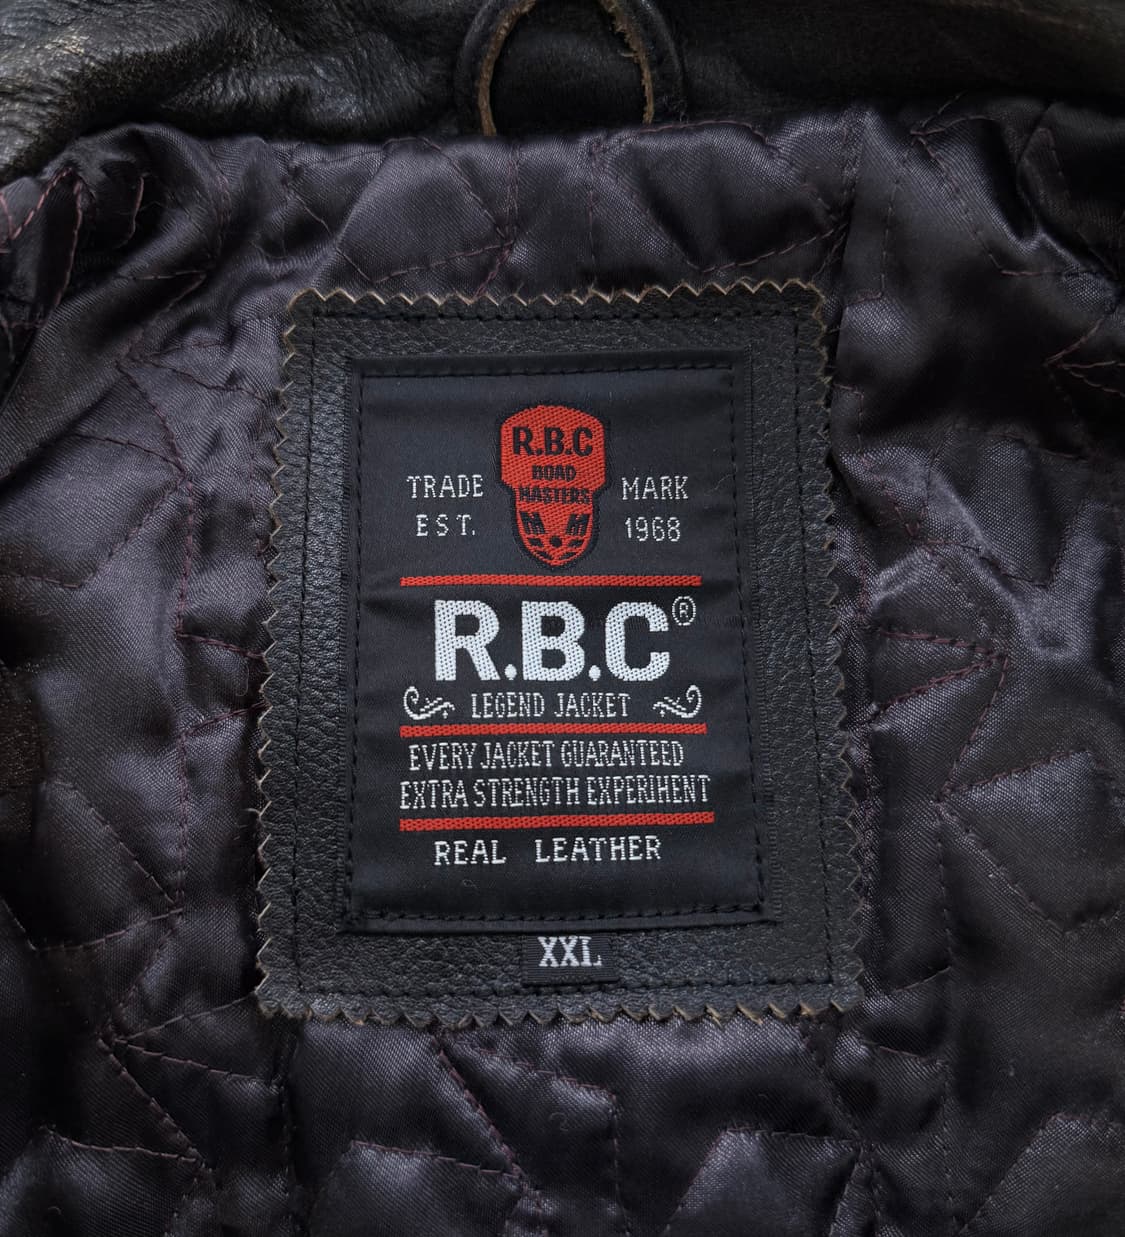 R.B.C
ROAD
MASTERS
TRADE MARK
EST. 1968
R.B.C®
LEGEND JACKET
EVERY JACKET GUARANTEED
EXTRA STRENGTH EXPERIHENT
REAL LEATHER
XXL